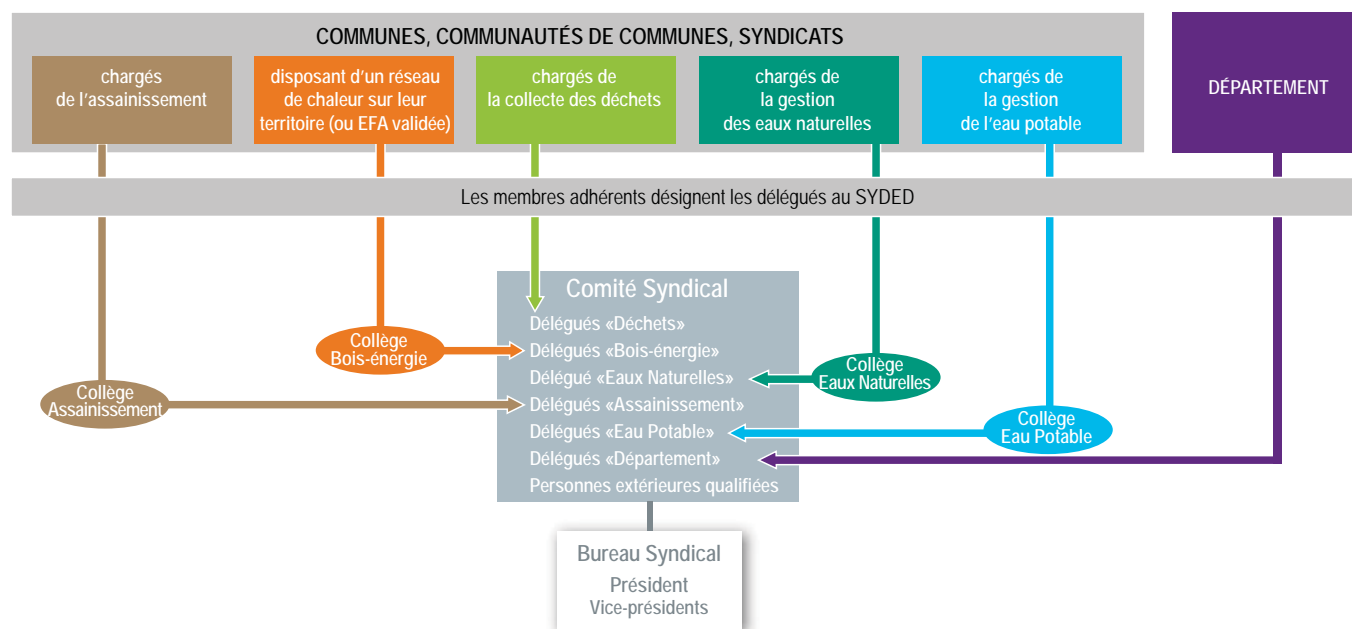 COMMUNES, COMMUNAUTÉS DE COMMUNES, SYNDICATS
chargés
de l'assainissement
disposant d'un réseau
de chaleur sur leur
territoire (ou EFA validée)
chargés de
la collecte des déchets
chargés de
la gestion
des eaux naturelles
chargés de
la gestion
de l'eau potable
DÉPARTEMENT
Les membres adhérents désignent les délégués au SYDED
Comité Syndical
Délégués «Déchets»
Délégués «Bois-énergie»
Délégué «Eaux Naturelles»
Délégués «Assainissement»
Délégués «Eau Potable»
Délégués «Département»
Personnes extérieures qualifiées
Collège
Bois-énergie
Collège
Assainissement
Collège
Eaux Naturelles
Collège
Eau Potable
Bureau Syndical
Président
Vice-présidents